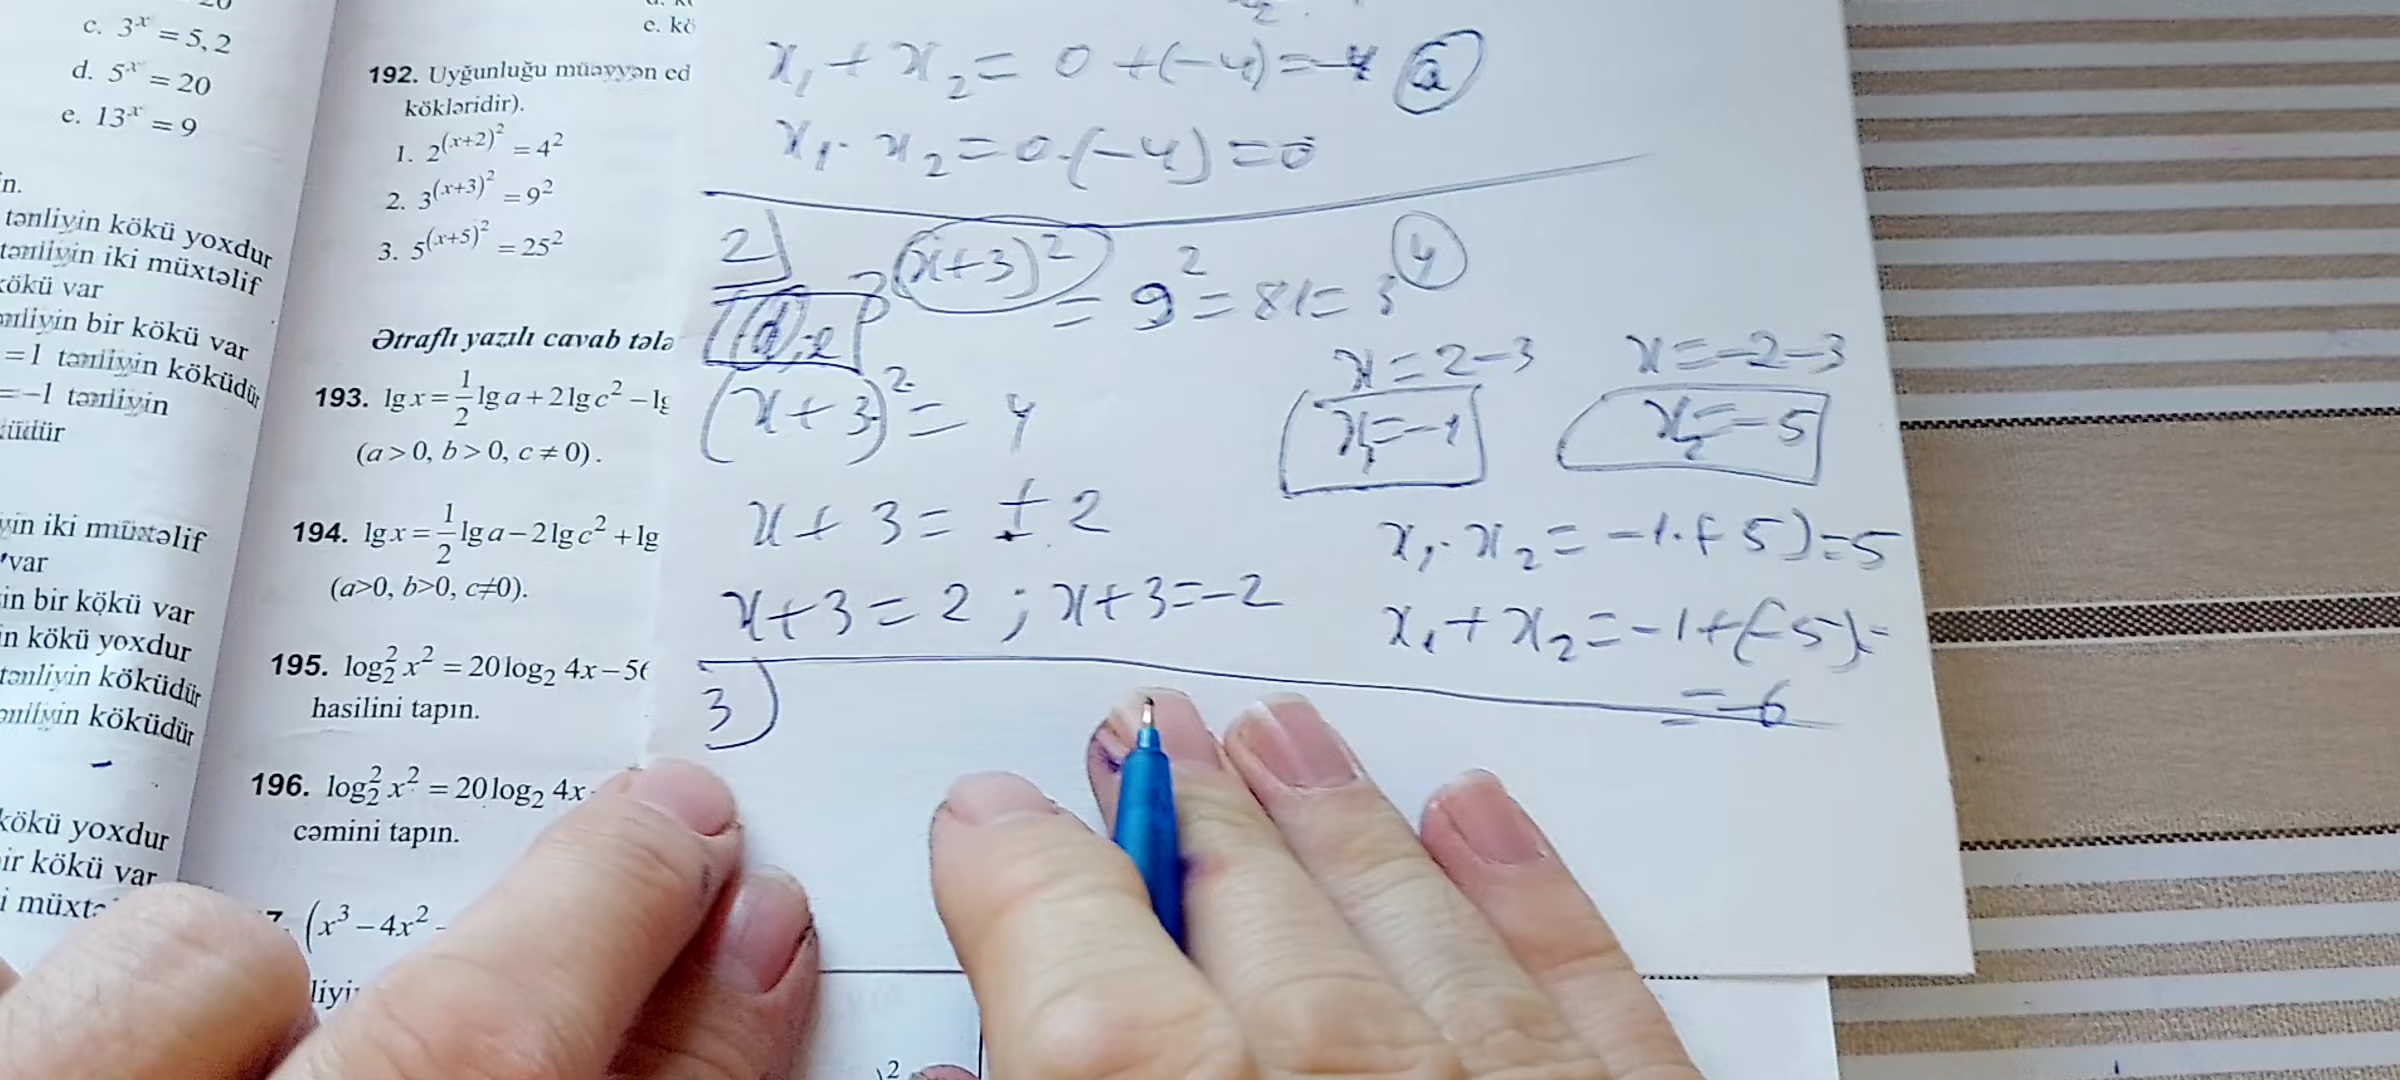 c. 3^x = 5,2
d. 5^x = 20
e. 13^x = 9
n.
tənliyin kökü yoxdur
tənliyin iki müxtəlif
kökü var
bir kökü var
=1 tənliyin köküdür
=−1 tənliyin
iki müxtəlif
var
in bir kökü var
n kökü yoxdur
tənliyin köküdür
köküdür
kökü yoxdur
ir kökü var
i
192. Uyğunluğu müəyyən ed
kökləridir).
1. 2^(x+2)^2 = 4^2
2. 3^(x+3)^2 = 9^2
3. 5^(x+5)^2 = 25^2
Ətraflı yazılı cavab tələ
193. lg x = 1/2 lg a + 2 lg c^2 − lg
(a > 0, b > 0, c ≠ 0).
194. lg x = 1/2 lg a − 2 lg c^2 + lg
(a>0, b>0, c≠0).
195. log_2^2 x^2 = 20 log_2 4x − 5
hasilini tapın.
196. log_2^2 x^2 = 20 log_2 4x
cəmini tapın.
(x^3 − 4x^2 −
x₁ + x₂ = 0 + (−4) = −4 a
x₁ · x₂ = 0 · (−4) = 0
2) 3^(x+3)^2 = 9^2 = 81 = 3^4
d; e
(x+3)^2 = 4
x + 3 = ± 2
x + 3 = 2 ; x + 3 = −2
x = 2 − 3 x = −2 − 3
x₁ = −1 x₂ = −5
x₁ · x₂ = −1 · (−5) = 5
x₁ + x₂ = −1 + (−5) =
= −6
3)